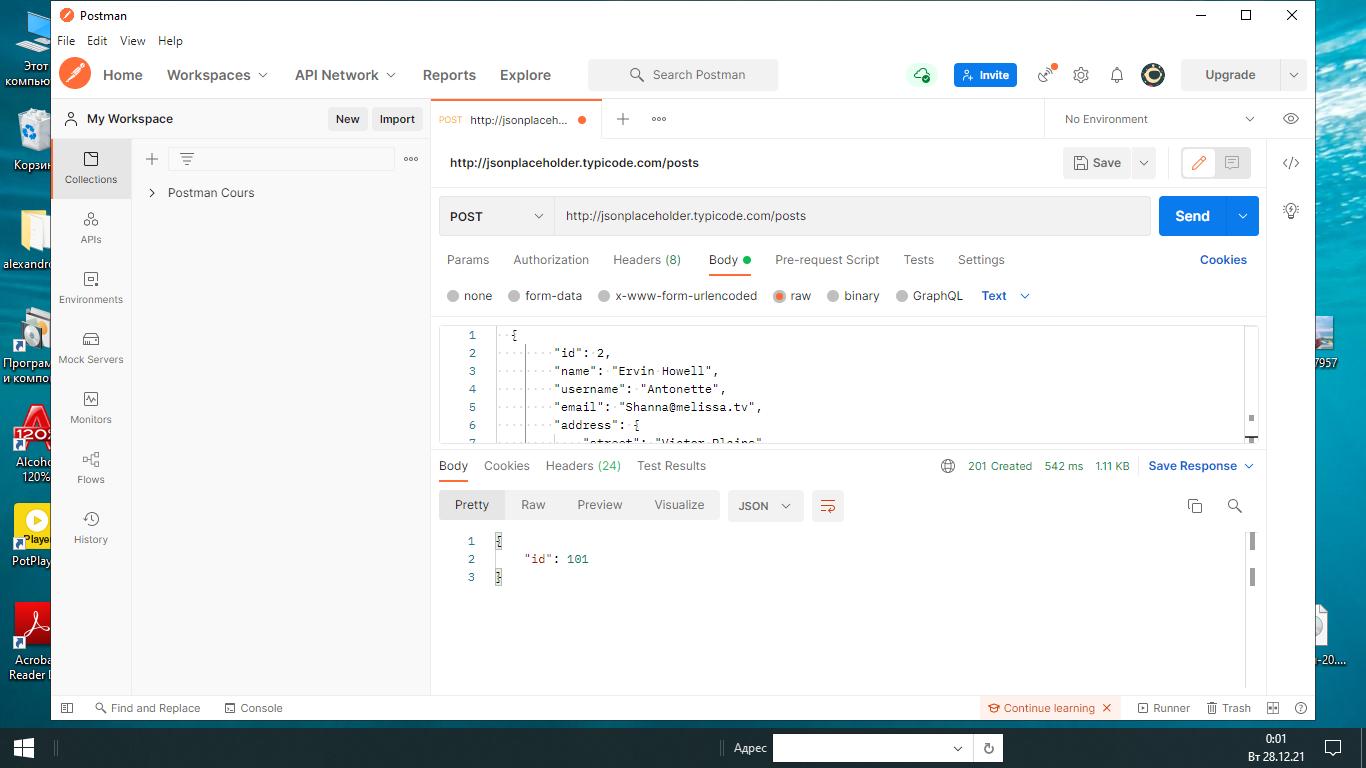 Postman
File Edit View Help
Home Workspaces API Network Reports Explore Search Postman Invite Upgrade
My Workspace New Import
POST http://jsonplaceh... No Environment
http://jsonplaceholder.typicode.com/posts Save
Collections
Postman Cours
APIs
Environments
Mock Servers
Monitors
Flows
History
POST http://jsonplaceholder.typicode.com/posts Send
Params Authorization Headers (8) Body Pre-request Script Tests Settings Cookies
none form-data x-www-form-urlencoded raw binary GraphQL Text
1 {
2 "id": 2,
3 "name": "Ervin Howell",
4 "username": "Antonette",
5 "email": "Shanna@melissa.tv",
6 "address": {
7 "street": "Victor Plains"
Body Cookies Headers (24) Test Results 201 Created 542 ms 1.11 KB Save Response
Pretty Raw Preview Visualize JSON
1 {
2 "id": 101
3 }
Find and Replace Console Continue learning Runner Trash
Этот
компью
Корзин
alexandr
Програм
и компо
120%
Alcoho
120%
Player
PotPlaye
Acroba
Reader
7957
-20....
Адрес
0:01
Вт 28.12.21